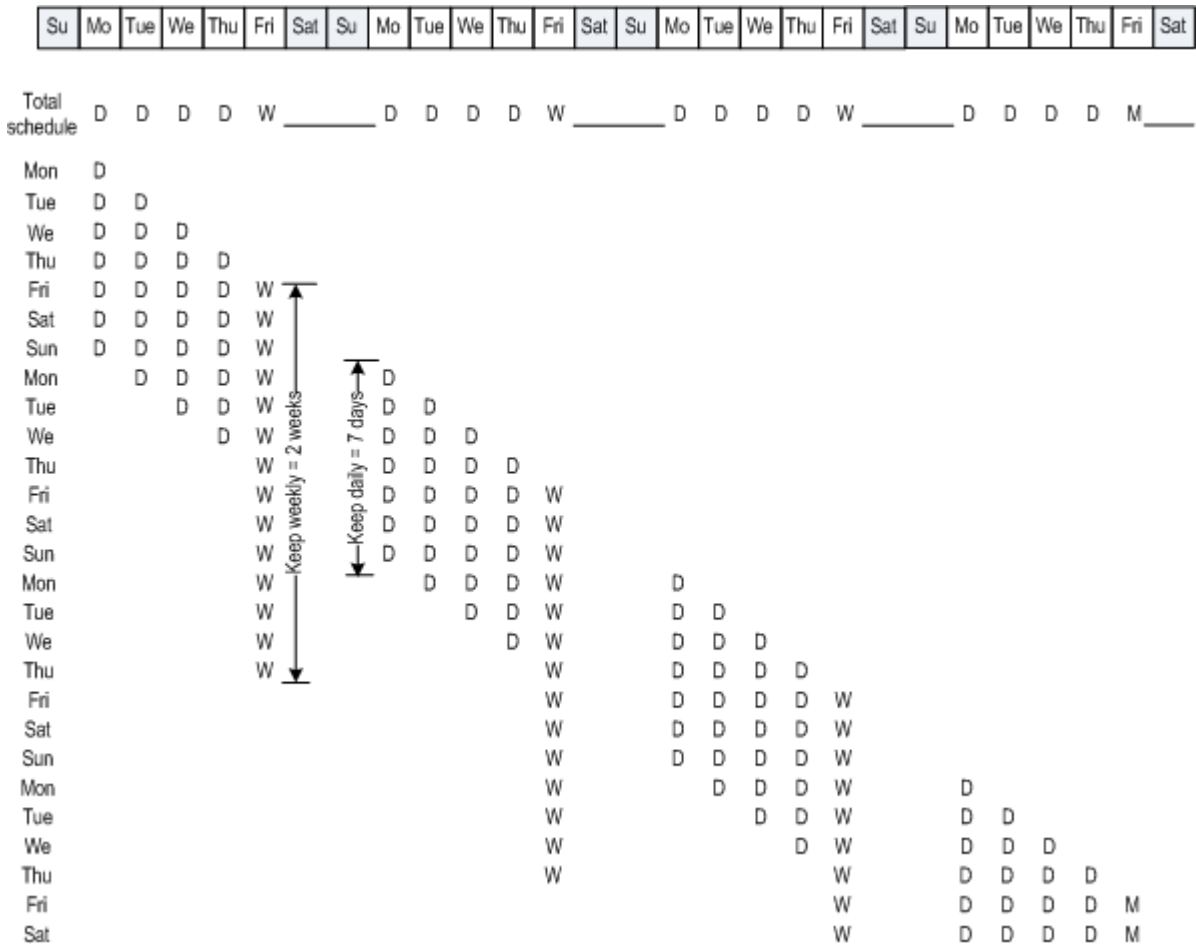 Su Mo Tue We Thu Fri Sat Su Mo Tue We Thu Fri Sat Su Mo Tue We Thu Fri Sat Su Mo Tue We Thu Fri Sat
Total
schedule D D D D W D D D D W D D D D W D D D D M
Mon D
Tue D D
We D D D
Thu D D D D
Fri D D D D W
Sat D D D D W
Sun D D D D W
Mon D D D W D
Tue D D W D D
We D W D D D
Thu W D D D D
Fri W D D D D W
Sat W D D D D W
Sun W D D D D W
Mon W D D D W D
Tue W D D W D D
We W D W D D D
Thu W W D D D D
Fri W D D D D W
Sat W D D D D W
Sun W D D D D W
Mon W D D D W D
Tue W D D W D D
We W D W D D D
Thu W W D D D D
Fri W D D D D M
Sat W D D D D M
Keep weekly = 2 weeks
Keep daily = 7 days